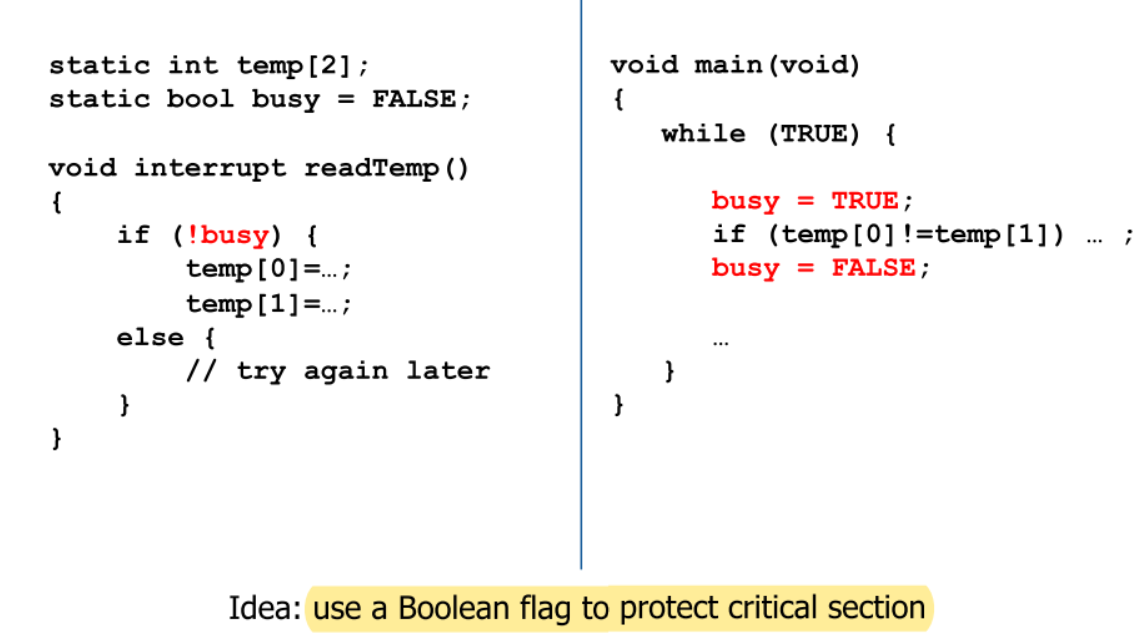 static int temp[2];
static bool busy = FALSE;
void interrupt readTemp()
{
if (!busy) {
temp[0]=…;
temp[1]=…;
else {
// try again later
}
}
void main(void)
{
while (TRUE) {
busy = TRUE;
if (temp[0]!=temp[1]) … ;
busy = FALSE;
…
}
}
Idea: use a Boolean flag to protect critical section